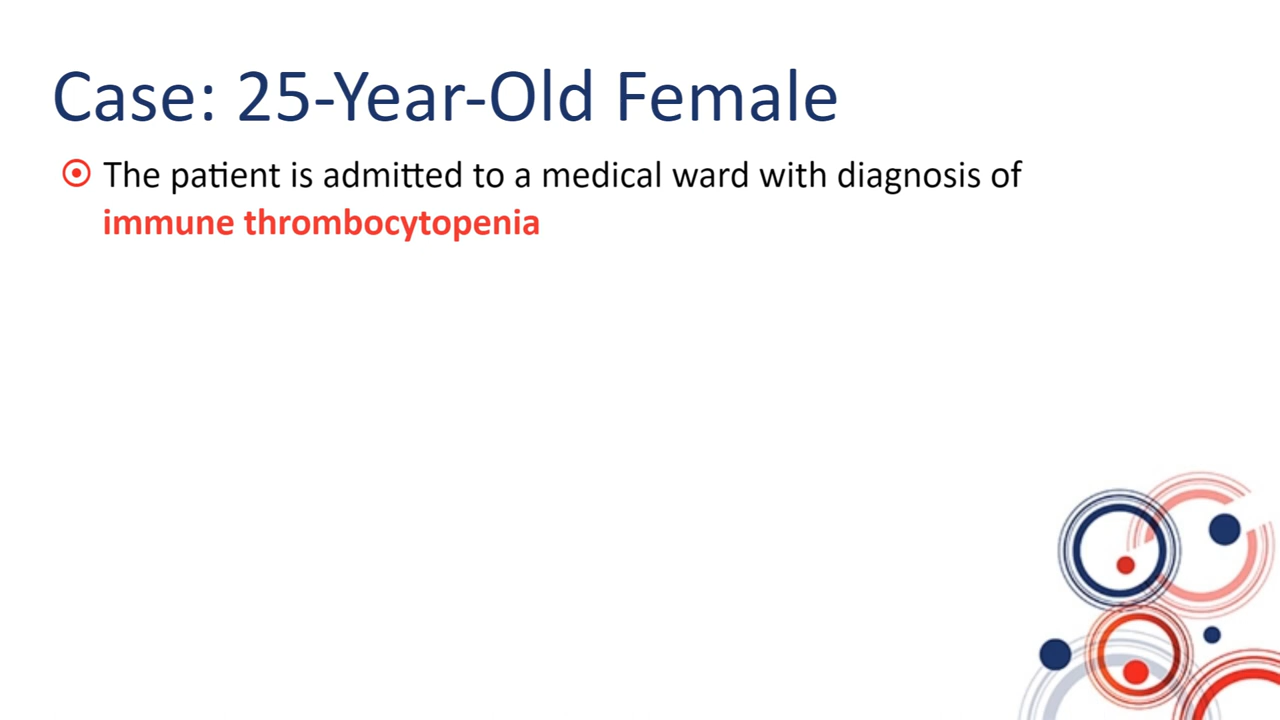 Case: 25-Year-Old Female
The patient is admitted to a medical ward with diagnosis of
immune thrombocytopenia